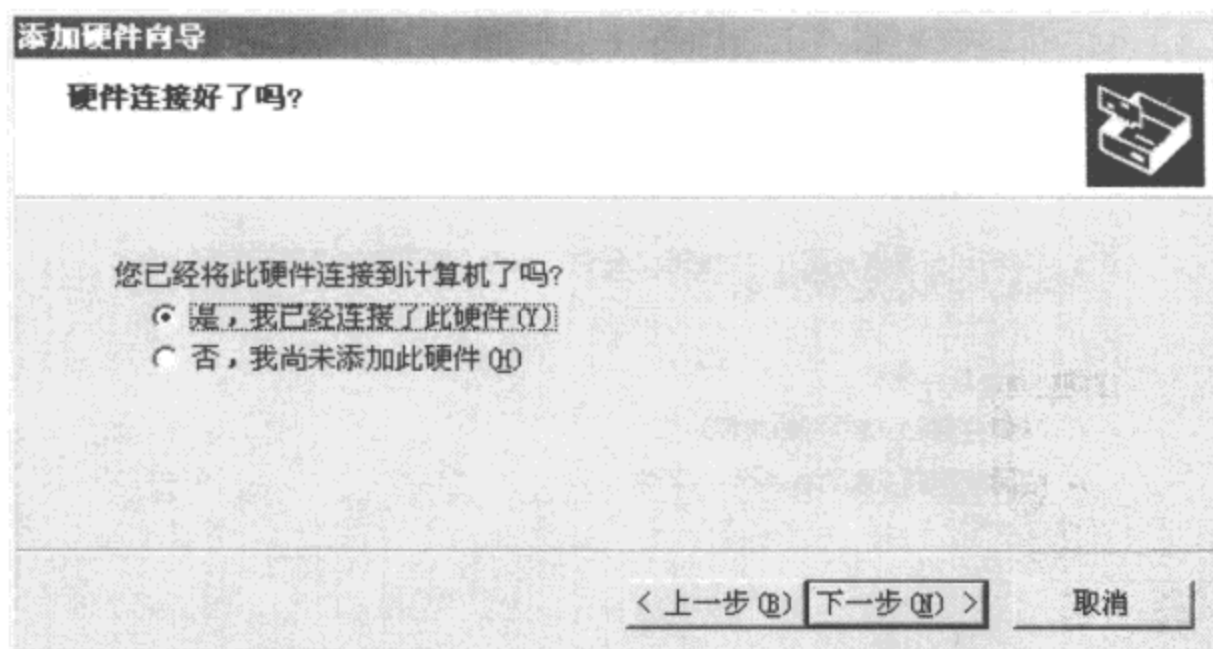 添加硬件向导
硬件连接好了吗?
您已经将此硬件连接到计算机了吗?
是，我已经连接了此硬件(Y)
否，我尚未添加此硬件(H)
< 上一步(B) 下一步(N) > 取消